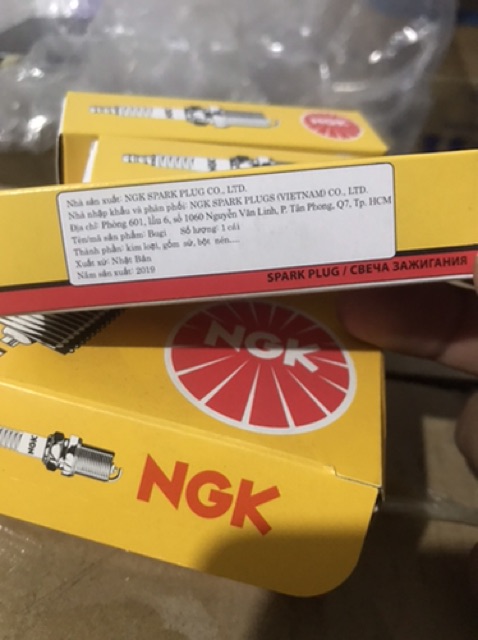 NGK
Nhà sản xuất: NGK SPARK PLUG CO., LTD.
Nhà nhập khẩu và phân phối: NGK SPARK PLUGS (VIETNAM) CO., LTD.
Địa chỉ: Phòng 601, lầu 6, số 1060 Nguyễn Văn Linh, P. Tân Phong, Q7, Tp. HCM
Tên/mã sản phẩm: Bugi Số lượng: 1 cái
Thành phần: kim loại, gốm sứ, bột nén....
Xuất xứ: Nhật Bản
Năm sản xuất: 2019
SPARK PLUG / СВЕЧА ЗАЖИГАНИЯ
NGK
NGK
NGK